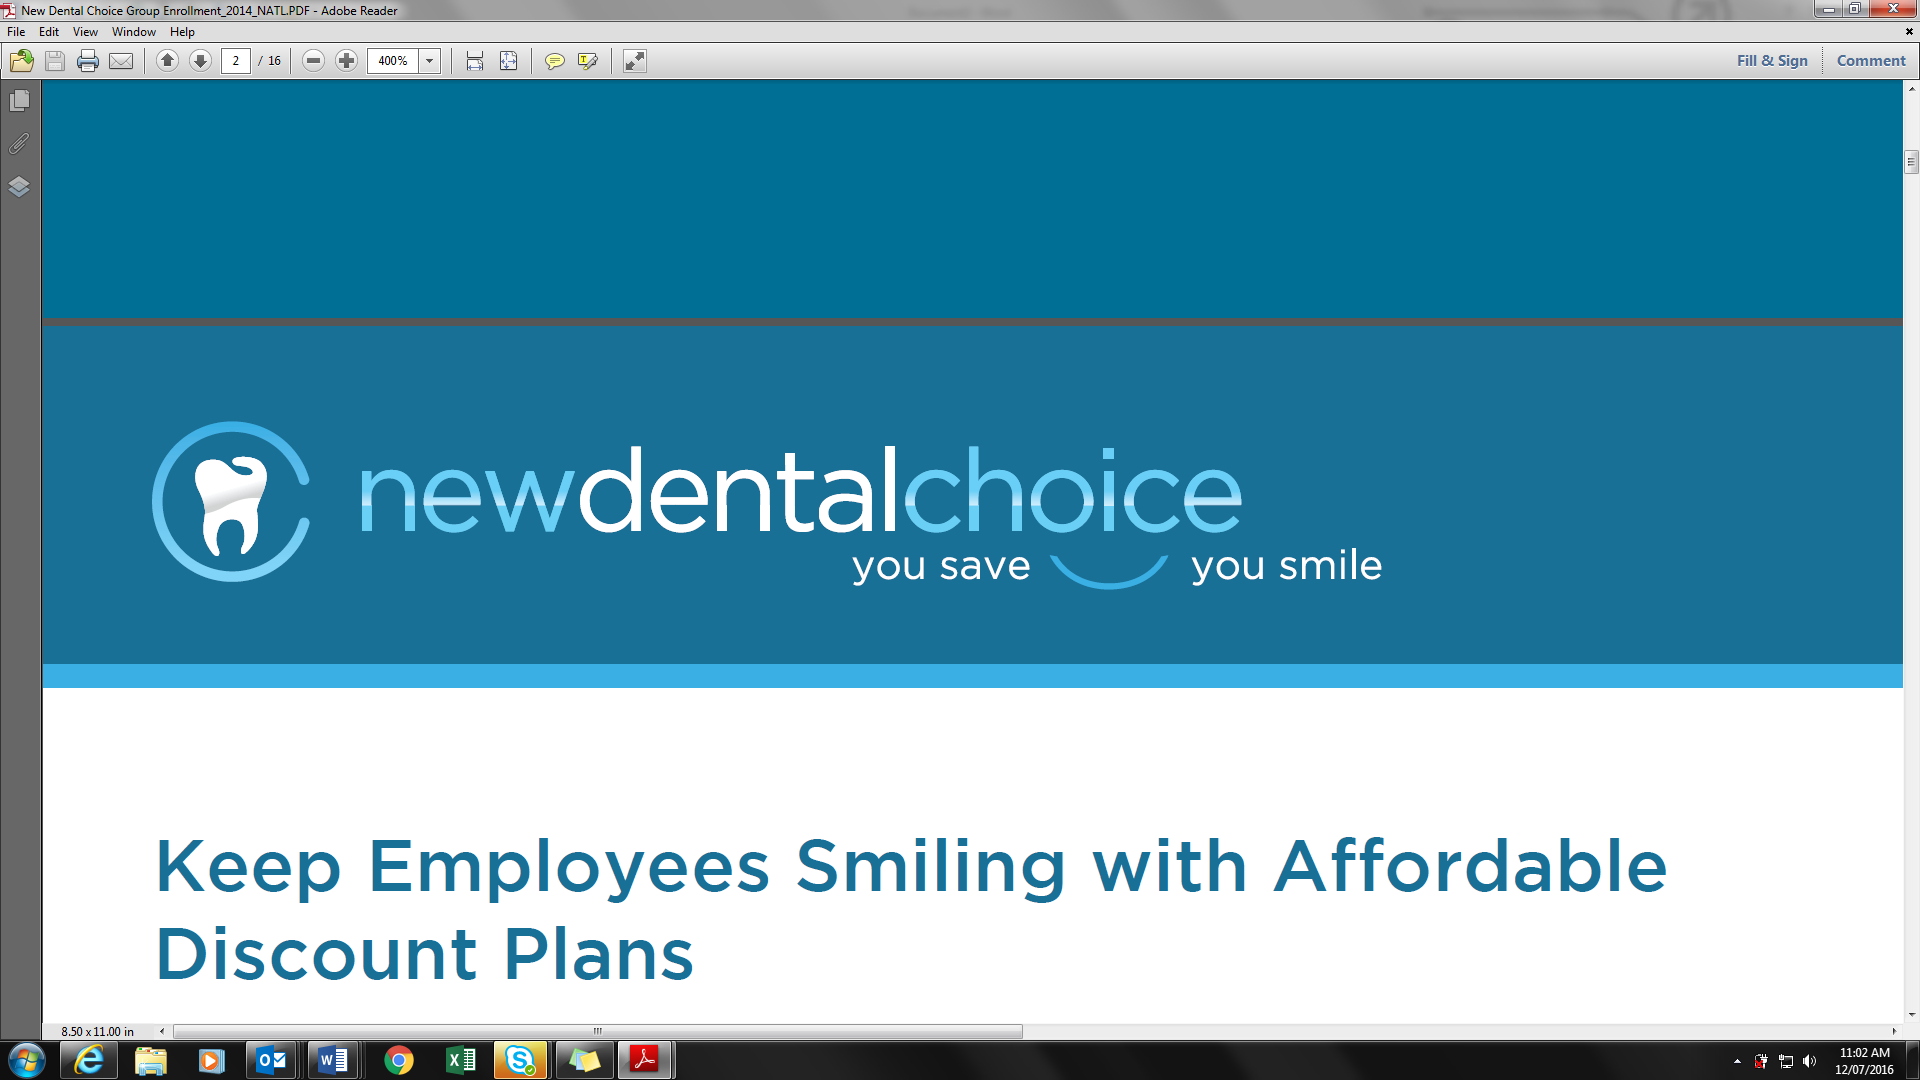 New Dental Choice Group Enrollment_2014_NATL.PDF - Adobe Reader
File Edit View Window Help
2 / 16 400% Fill & Sign Comment
newdentalchoice
you save you smile
Keep Employees Smiling with Affordable
Discount Plans
8.50 x 11.00 in
11:02 AM
12/07/2016